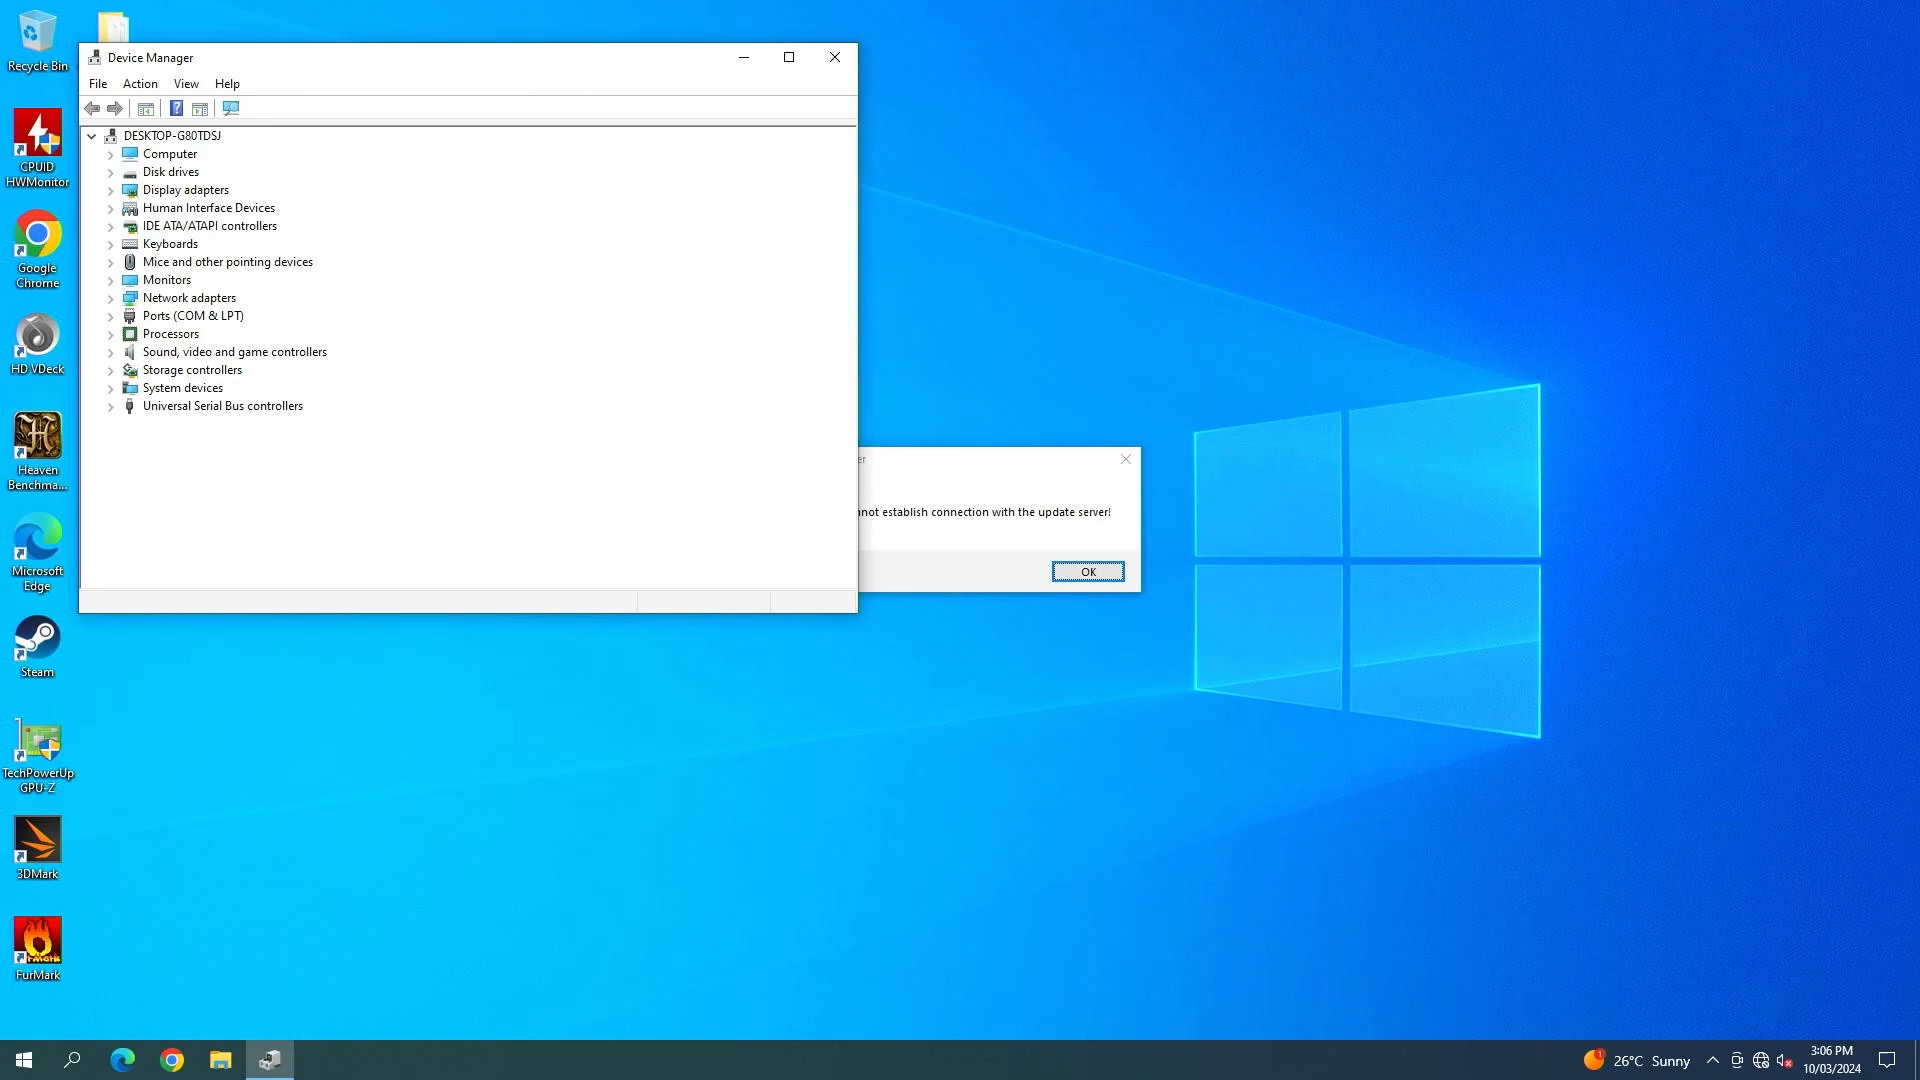 Recycle Bin
CPUID
HWMonitor
Google
Chrome
HD VDeck
Heaven
Benchma...
Microsoft
Edge
Steam
TechPowerUp
GPU-Z
3DMark
FurMark
Device Manager
File Action View Help
DESKTOP-G80TDSJ
Computer
Disk drives
Display adapters
Human Interface Devices
IDE ATA/ATAPI controllers
Keyboards
Mice and other pointing devices
Monitors
Network adapters
Ports (COM & LPT)
Processors
Sound, video and game controllers
Storage controllers
System devices
Universal Serial Bus controllers
er
nnot establish connection with the update server!
OK
1
26°C Sunny
3:06 PM
10/03/2024